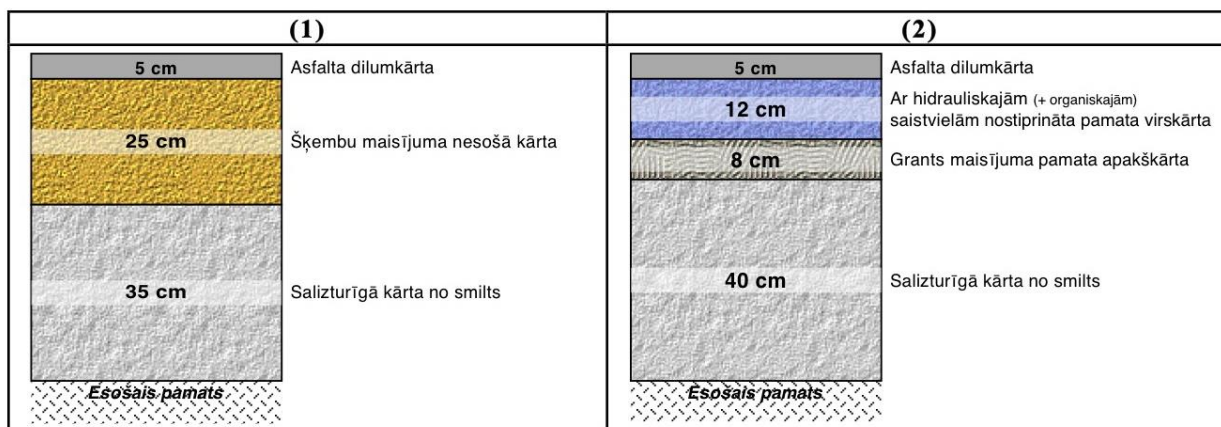 (1)
5 cm
Asfalta dilumkārta
25 cm
Šķembu maisījuma nesošā kārta
35 cm
Salizturīgā kārta no smilts
Esošais pamats
(2)
5 cm
Asfalta dilumkārta
12 cm
Ar hidrauliskajām (+ organiskajām)
saistvielām nostiprināta pamata virskārta
8 cm
Grants maisījuma pamata apakškārta
40 cm
Salizturīgā kārta no smilts
Esošais pamats